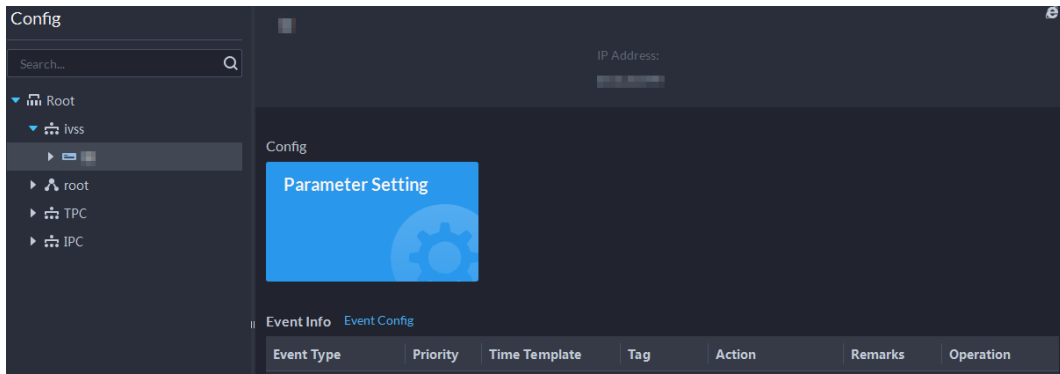 Config
Search...
Root
ivss
root
TPC
IPC
IP Address:
Config
Parameter Setting
Event Info Event Config
Event Type Priority Time Template Tag Action Remarks Operation